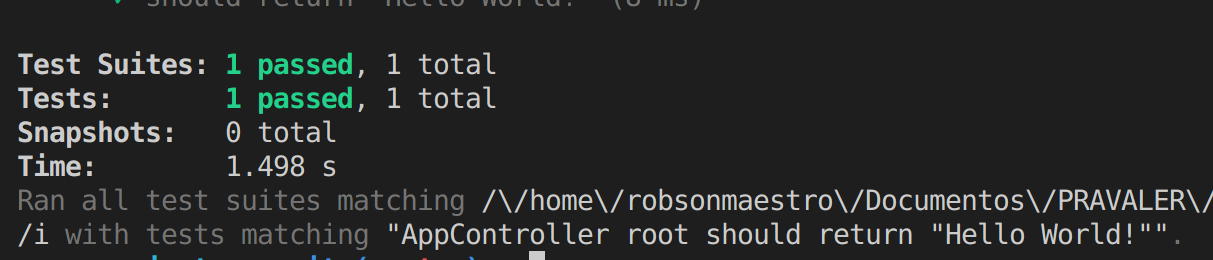 ✓ should return "Hello World!" (8 ms)
Test Suites: 1 passed, 1 total
Tests: 1 passed, 1 total
Snapshots: 0 total
Time: 1.498 s
Ran all test suites matching /\/home\/robsonmaestro\/Documentos\/PRAVALER\/
/i with tests matching "AppController root should return "Hello World!"".